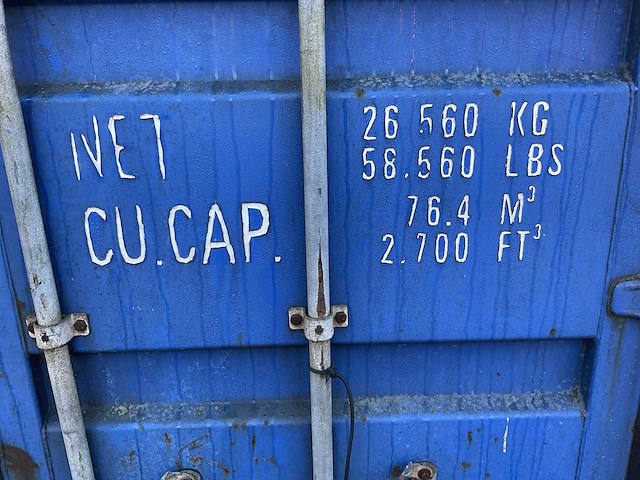 NET 26 560 KG
58.560 LBS
CU.CAP. 76.4 M³
2.700 FT³